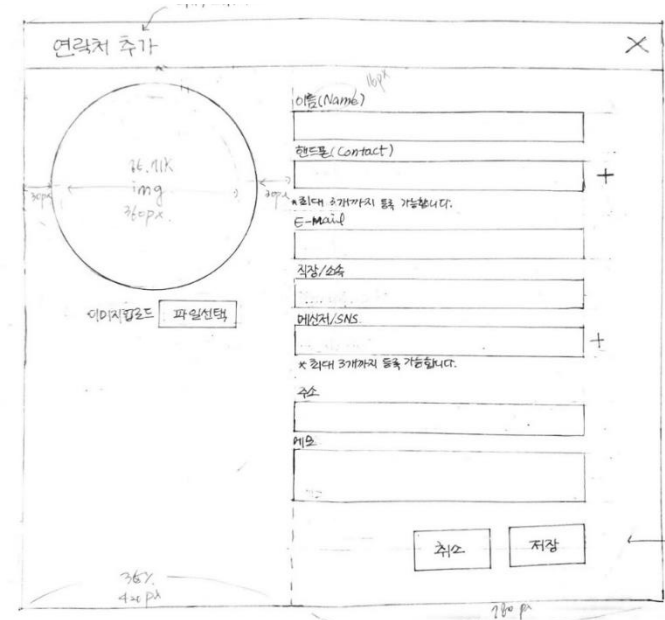 연락처 추가
16px
이름(Name)
핸드폰(Contact)
img
360px.
30px
30px
*최대 3개까지 등록 가능합니다.
E-Mail
직장/소속
이미지업로드 파일선택
메신저/SNS
* 최대 3개까지 등록 가능합니다.
주소
메모
취소 저장
36%
420px
780px